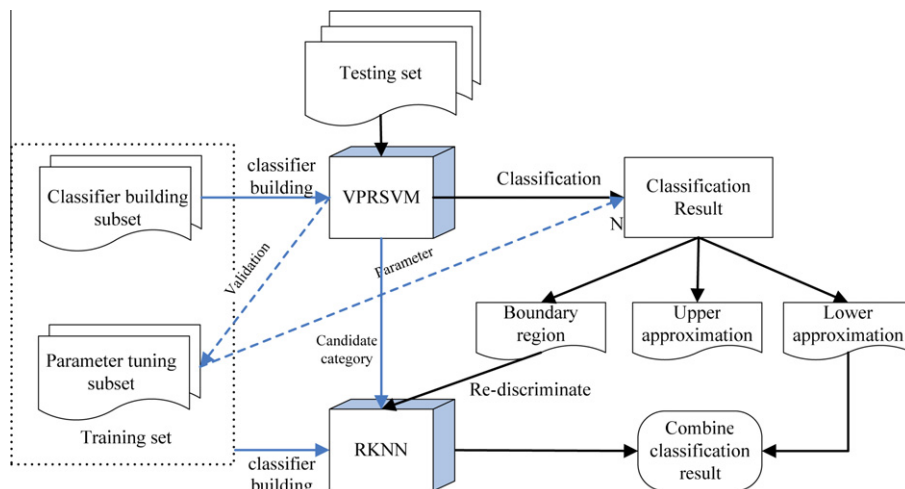 Testing set
classifier
building
Classifier building
subset
VPRSVM
Classification
Classification
Result
N
Validation
Parameter
Boundary
region
Upper
approximation
Lower
approximation
Candidate
category
Parameter tuning
subset
Re-discriminate
Training set
classifier
building
RKNN
Combine
classification
result